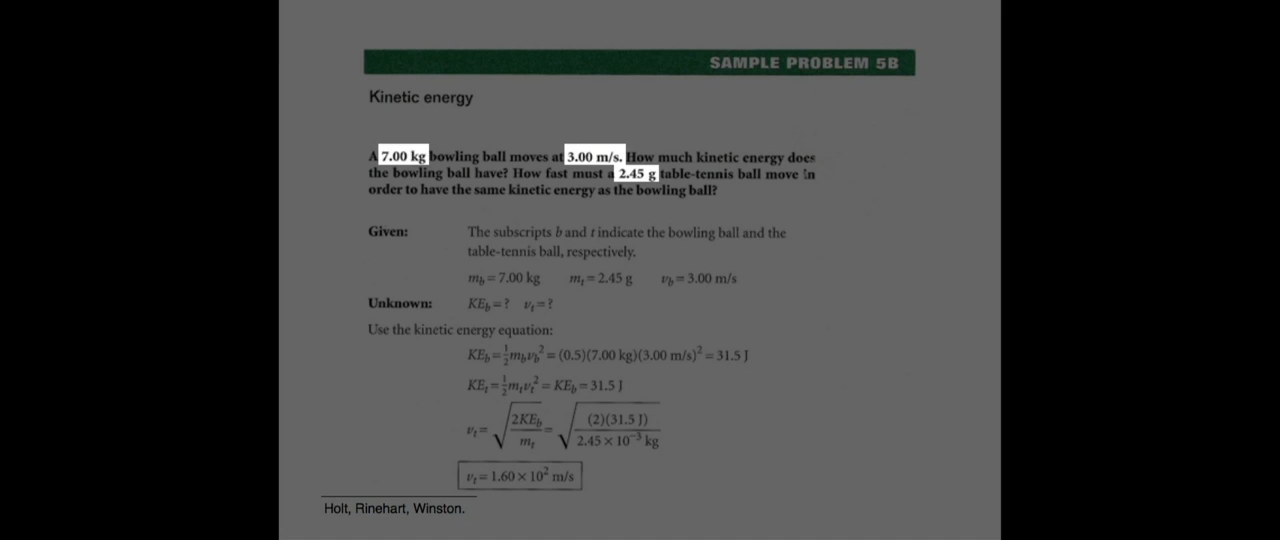 SAMPLE PROBLEM 5B
Kinetic energy
A 7.00 kg bowling ball moves at 3.00 m/s. How much kinetic energy does
the bowling ball have? How fast must a 2.45 g table-tennis ball move in
order to have the same kinetic energy as the bowling ball?
Given: The subscripts b and t indicate the bowling ball and the
table-tennis ball, respectively.
m_b = 7.00 kg m_t = 2.45 g v_b = 3.00 m/s
Unknown: KE_b = ? v_t = ?
Use the kinetic energy equation:
KE_b = ½m_b v_b² = (0.5)(7.00 kg)(3.00 m/s)² = 31.5 J
KE_t = ½m_t v_t² = KE_b = 31.5 J
v_t = √(2KE_b / m_t) = √((2)(31.5 J) / 2.45 × 10⁻³ kg)
v_t = 1.60 × 10² m/s
Holt, Rinehart, Winston.